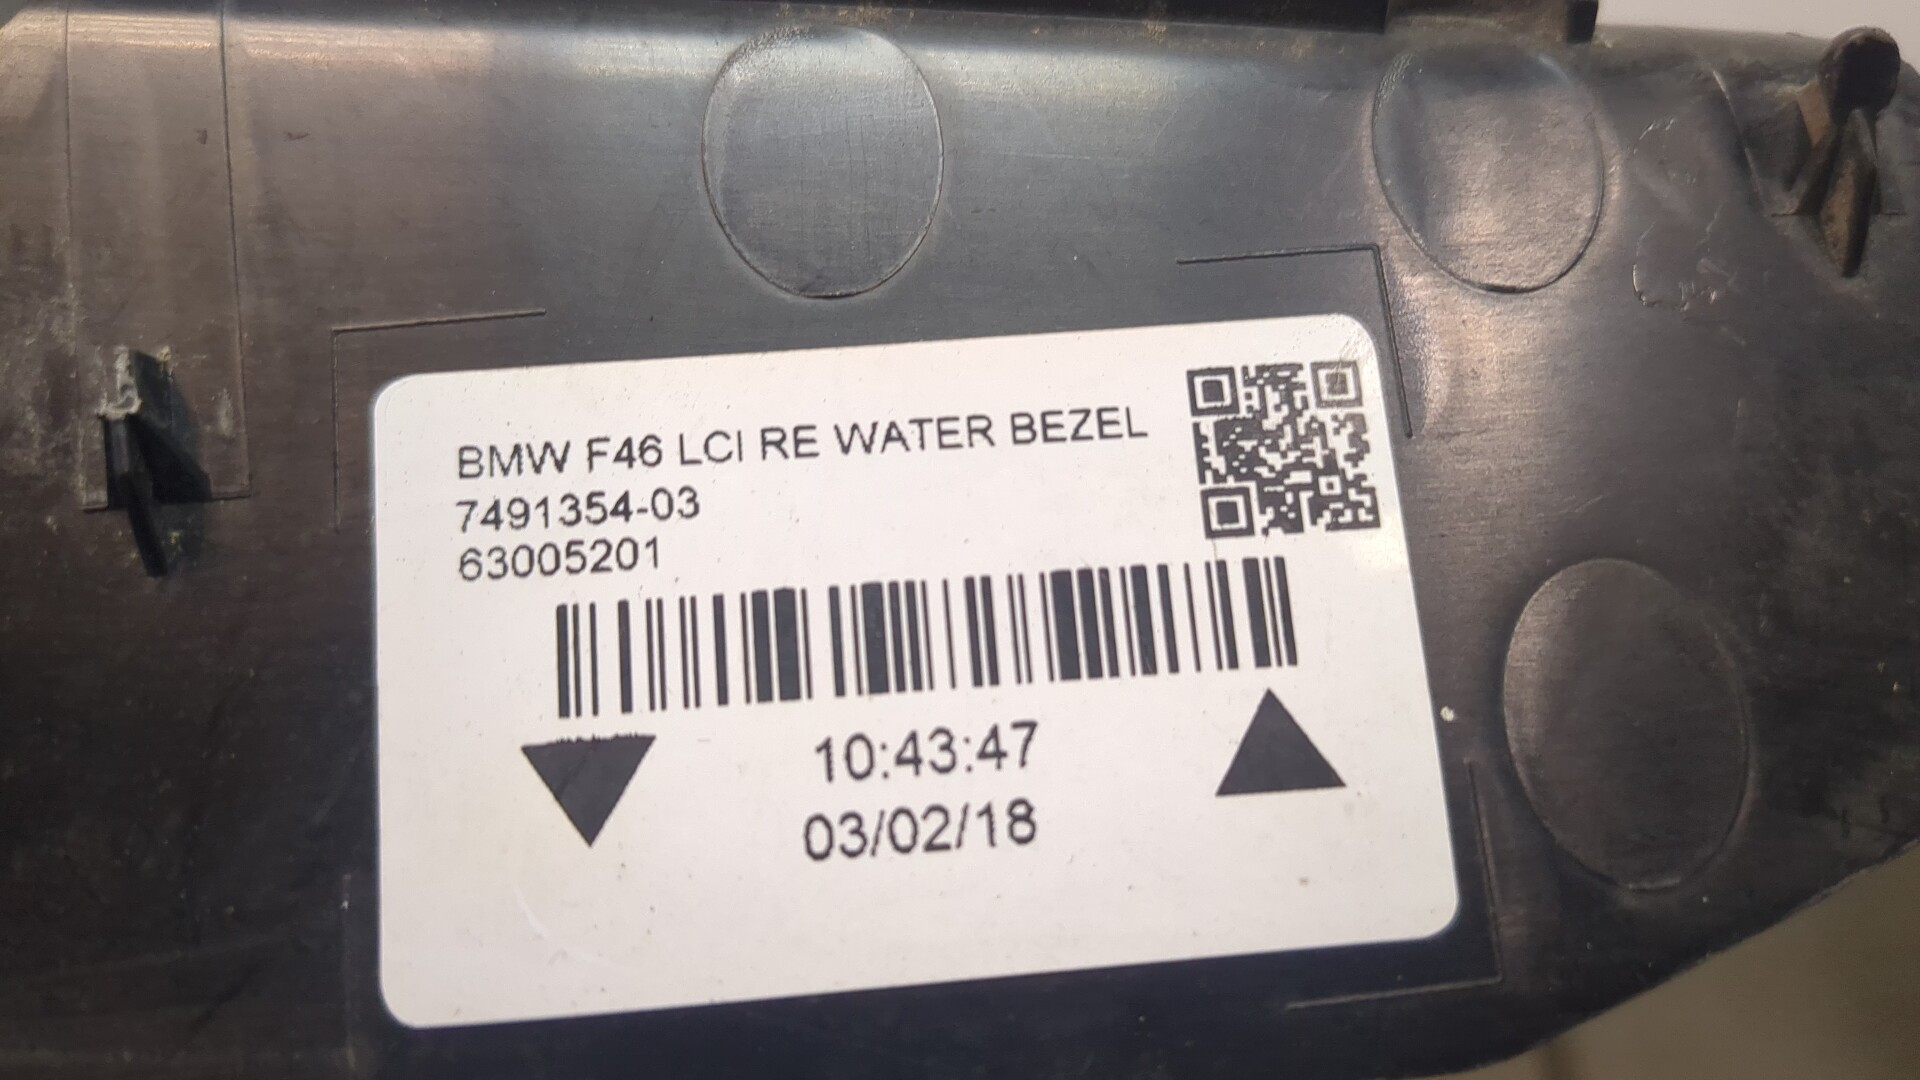 BMW F46 LCI RE WATER BEZEL
7491354-03
63005201
10:43:47
03/02/18